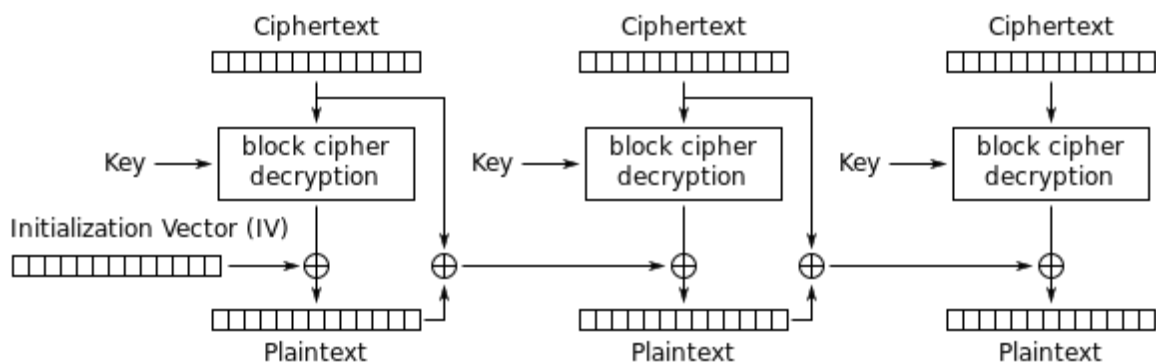 Ciphertext
Ciphertext
Ciphertext
Key
block cipher
decryption
Key
block cipher
decryption
Key
block cipher
decryption
Initialization Vector (IV)
Plaintext
Plaintext
Plaintext